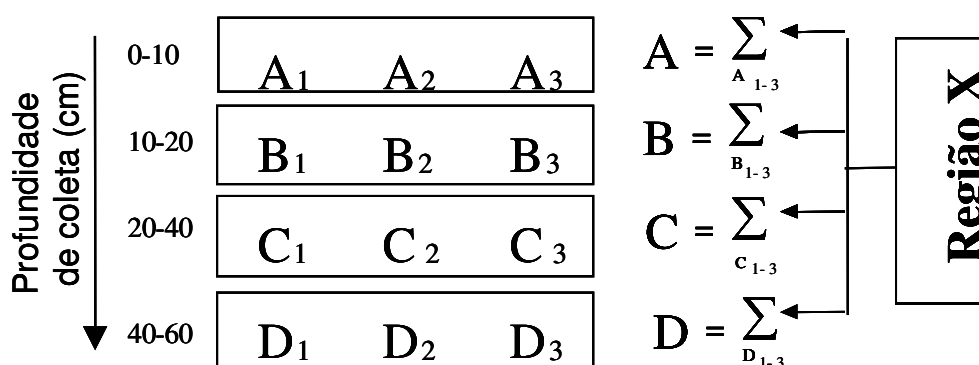 Profundidade
de coleta (cm)
0-10
A1 A2 A3
A = ∑ A 1-3
10-20
B1 B2 B3
B = ∑ B 1-3
20-40
C1 C2 C3
C = ∑ C 1-3
40-60
D1 D2 D3
D = ∑ D 1-3
Região X